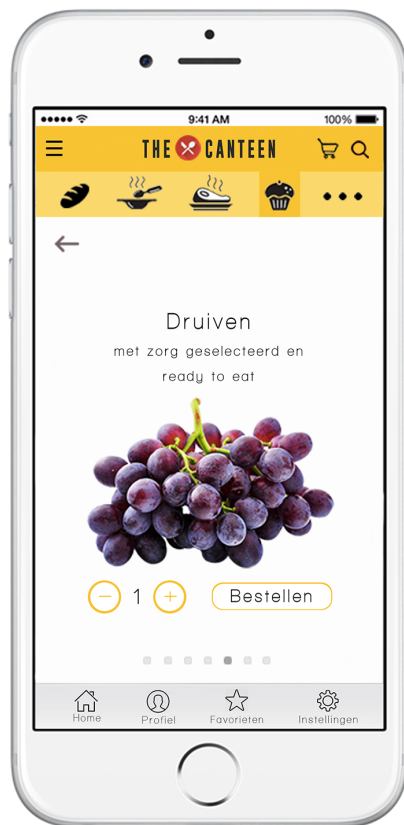 9:41 AM 100%
THE CANTEEN
Druiven
met zorg geselecteerd en
ready to eat
1 Bestellen
Home Profiel Favorieten Instellingen